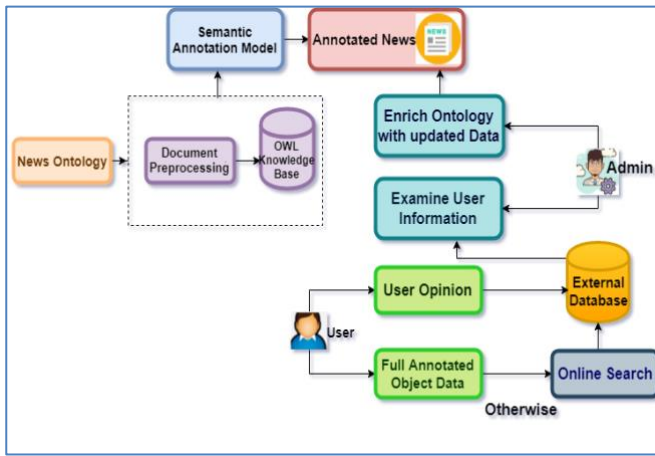 Semantic
Annotation Model
Annotated News
NEWS
Enrich Ontology
with updated Data
News Ontology
Document
Preprocessing
OWL
Knowledge
Base
Admin
Examine User
Information
User Opinion
External
Database
User
Full Annotated
Object Data
Online Search
Otherwise